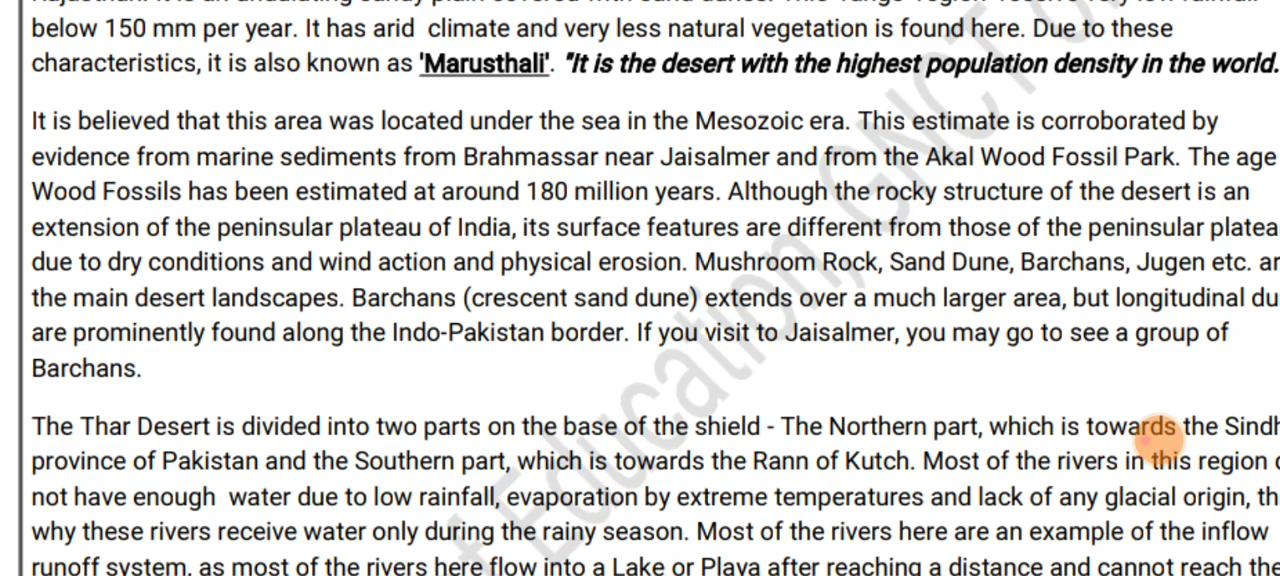 below 150 mm per year. It has arid climate and very less natural vegetation is found here. Due to these
characteristics, it is also known as 'Marusthali'. "It is the desert with the highest population density in the world.
It is believed that this area was located under the sea in the Mesozoic era. This estimate is corroborated by
evidence from marine sediments from Brahmassar near Jaisalmer and from the Akal Wood Fossil Park. The age
Wood Fossils has been estimated at around 180 million years. Although the rocky structure of the desert is an
extension of the peninsular plateau of India, its surface features are different from those of the peninsular
due to dry conditions and wind action and physical erosion. Mushroom Rock, Sand Dune, Barchans, Jugen etc.
the main desert landscapes. Barchans (crescent sand dune) extends over a much larger area, but longitudinal
are prominently found along the Indo-Pakistan border. If you visit to Jaisalmer, you may go to see a group of
Barchans.
The Thar Desert is divided into two parts on the base of the shield - The Northern part, which is towards the
province of Pakistan and the Southern part, which is towards the Rann of Kutch. Most of the rivers in this region
not have enough water due to low rainfall, evaporation by extreme temperatures and lack of any glacial origin,
why these rivers receive water only during the rainy season. Most of the rivers here are an example of the inflow
runoff system, as most of the rivers here flow into a Lake or Playa after reaching a distance and cannot reach the
Education, GNCT